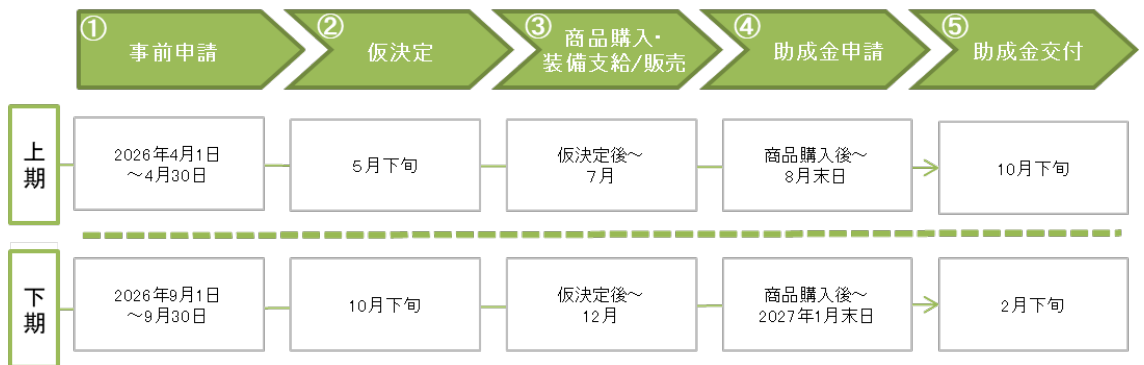 ①
事前申請
②
仮決定
③
商品購入・
装備支給/販売
④
助成金申請
⑤
助成金交付
上期
2026年4月1日
～4月30日
5月下旬
仮決定後～
7月
商品購入後～
8月末日
10月下旬
下期
2026年9月1日
～9月30日
10月下旬
仮決定後～
12月
商品購入後～
2027年1月末日
2月下旬